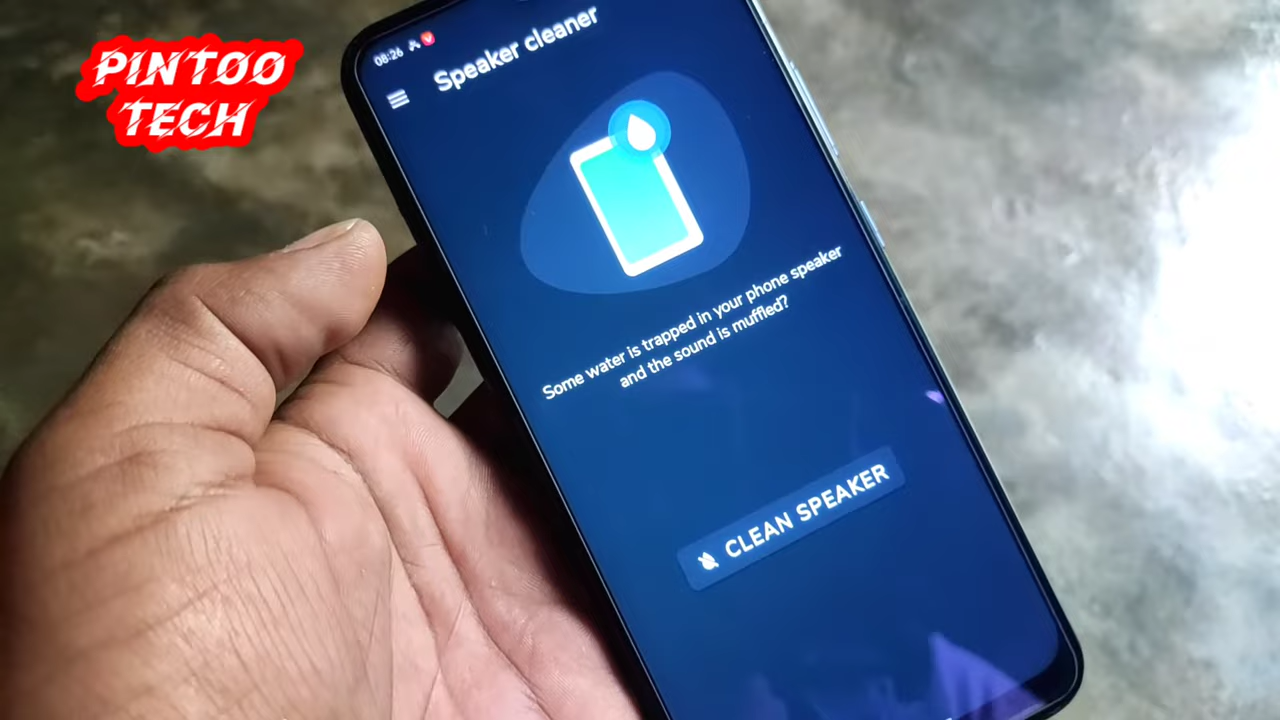 PINTOO
TECH
08:26
Speaker cleaner
Some water is trapped in your phone speaker
and the sound is muffled?
CLEAN SPEAKER